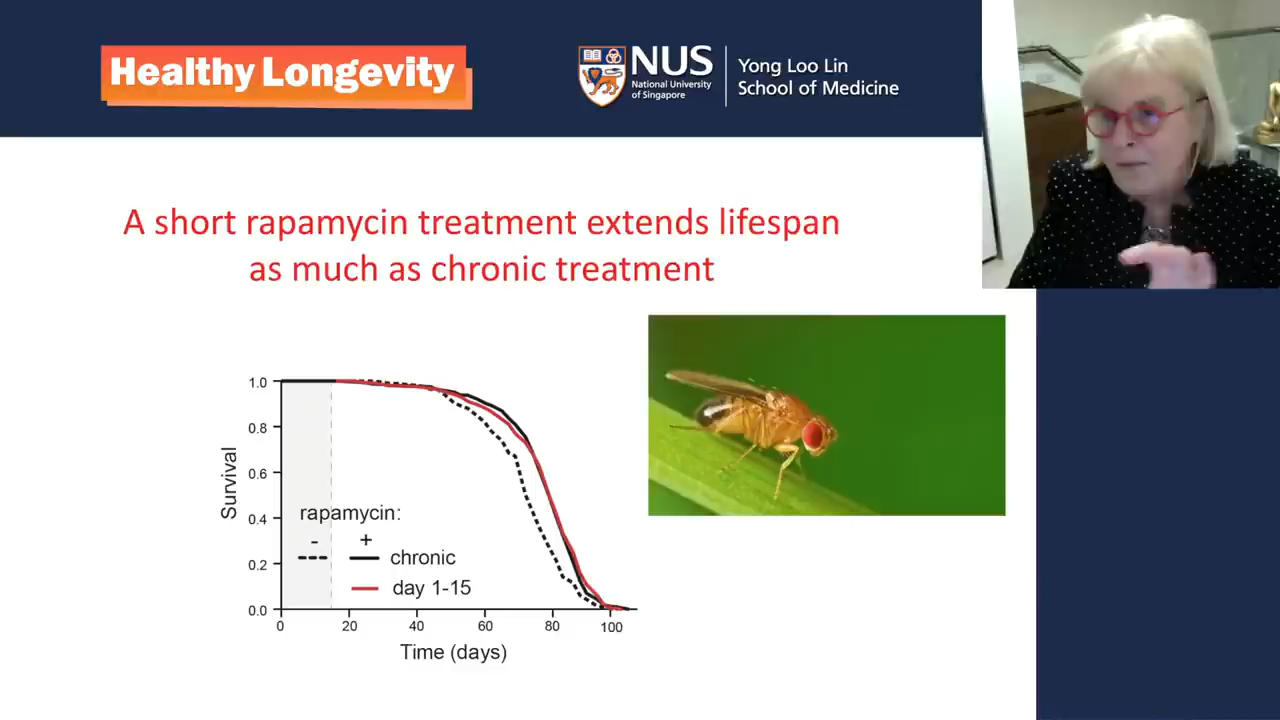 Healthy Longevity
NUS
National University
of Singapore
Yong Loo Lin
School of Medicine
A short rapamycin treatment extends lifespan
as much as chronic treatment
Survival
1.0
0.8
0.6
0.4
0.2
0.0
rapamycin:
- +
chronic
day 1-15
0 20 40 60 80 100
Time (days)